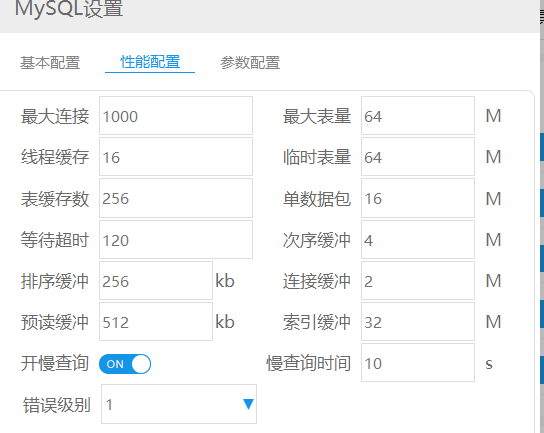 MySQL设置
基本配置 性能配置 参数配置
最大连接 1000 最大表量 64 M
线程缓存 16 临时表量 64 M
表缓存数 256 单数据包 16 M
等待超时 120 次序缓冲 4 M
排序缓冲 256 kb 连接缓冲 2 M
预读缓冲 512 kb 索引缓冲 32 M
开慢查询 ON 慢查询时间 10 s
错误级别 1